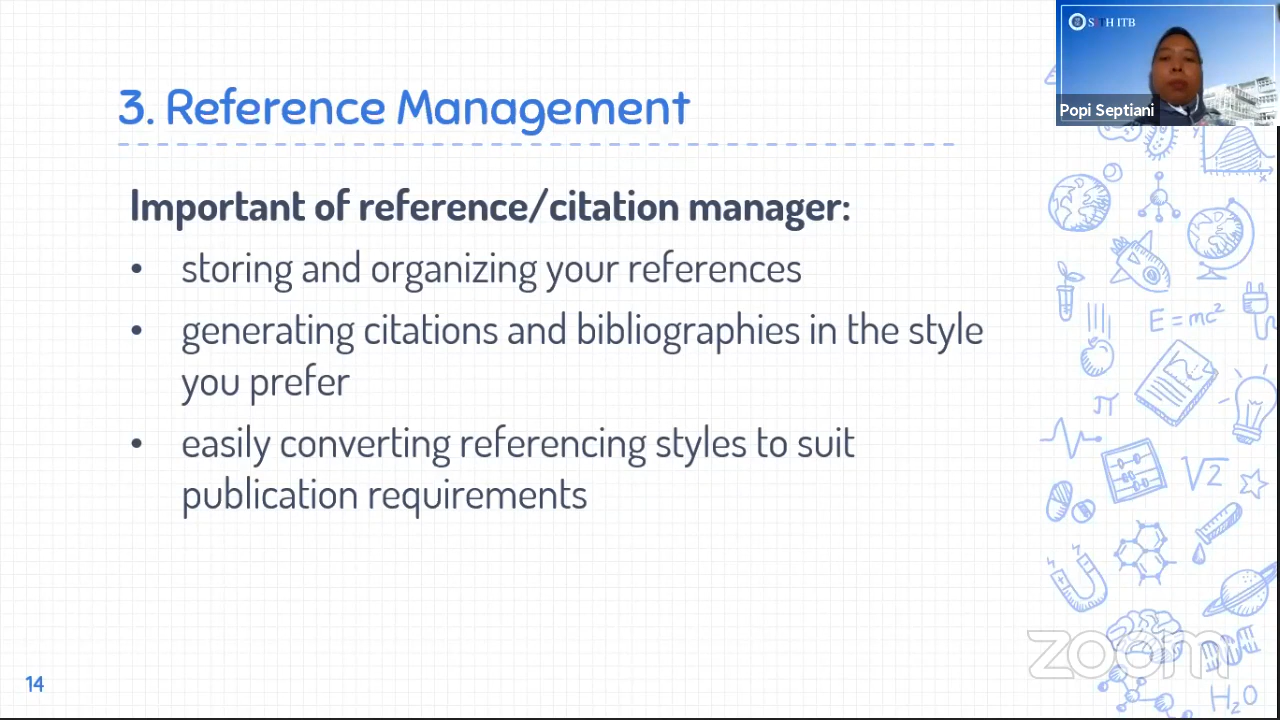 S TH ITB
Popi Septiani
3. Reference Management
Important of reference/citation manager:
• storing and organizing your references
• generating citations and bibliographies in the style
you prefer
• easily converting referencing styles to suit
publication requirements
E = mc²
π
√2
H₂O
zoom
14